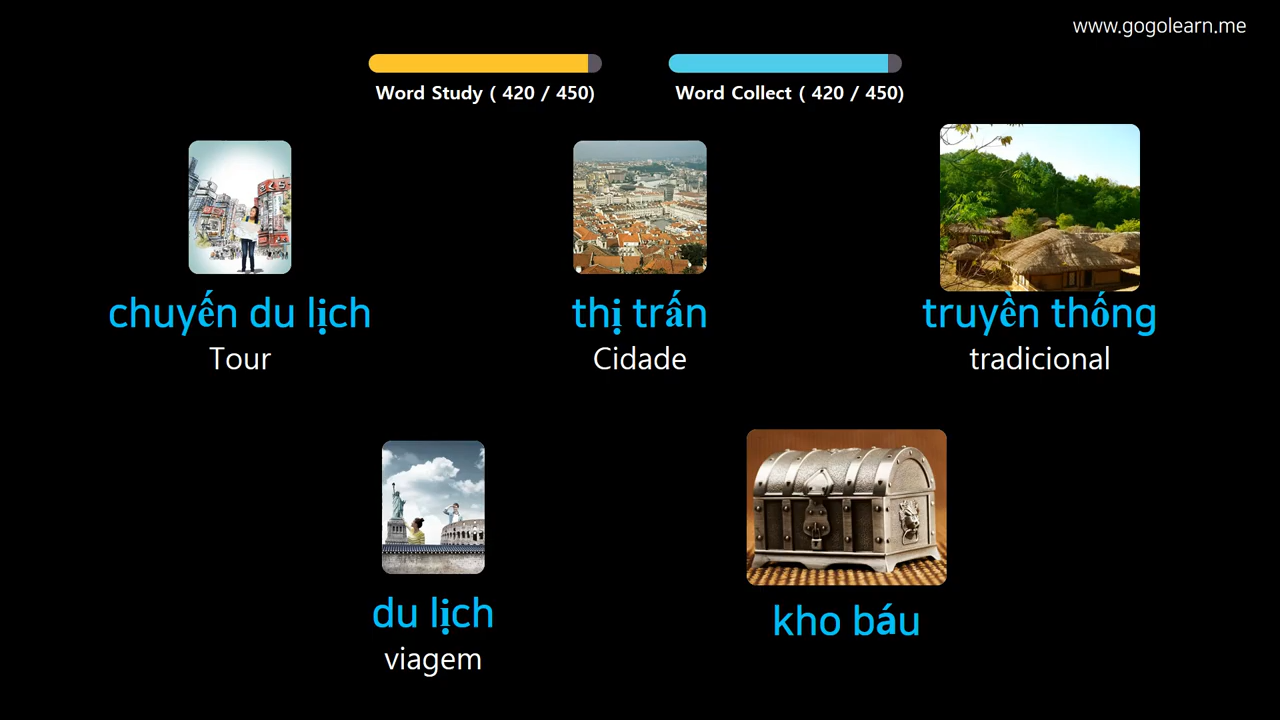 www.gogolearn.me
Word Study ( 420 / 450)
Word Collect ( 420 / 450)
chuyến du lịch
Tour
thị trấn
Cidade
truyền thống
tradicional
du lịch
viagem
kho báu